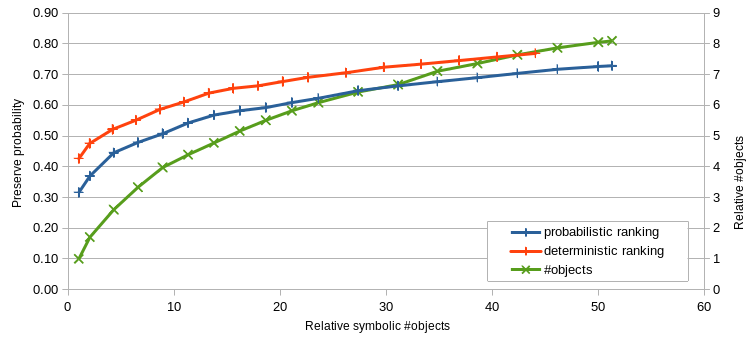 0.90
0.80
0.70
0.60
0.50
0.40
0.30
0.20
0.10
0.00
Preserve probability
9
8
7
6
5
4
3
2
1
0
Relative #objects
probabilistic ranking
deterministic ranking
#objects
0 10 20 30 40 50 60
Relative symbolic #objects